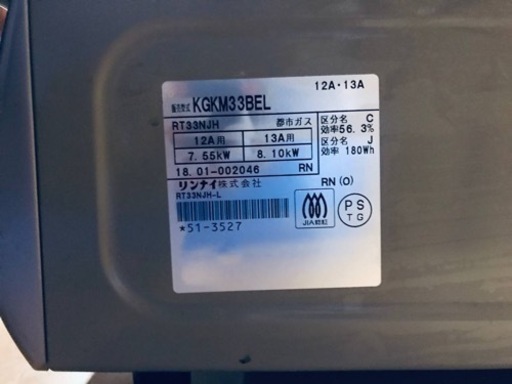 12A・13A
販売型式 KGKM33BEL
RT33NJH 都市ガス
12A用 13A用
7.55kW 8.10kW
18.01-002046 RN
区分名 C
効率56.3%
区分名 J
効率 180Wh
リンナイ株式会社
RN(O)
RT33NJH-L
*51-3527
JIA認証
PS
TG